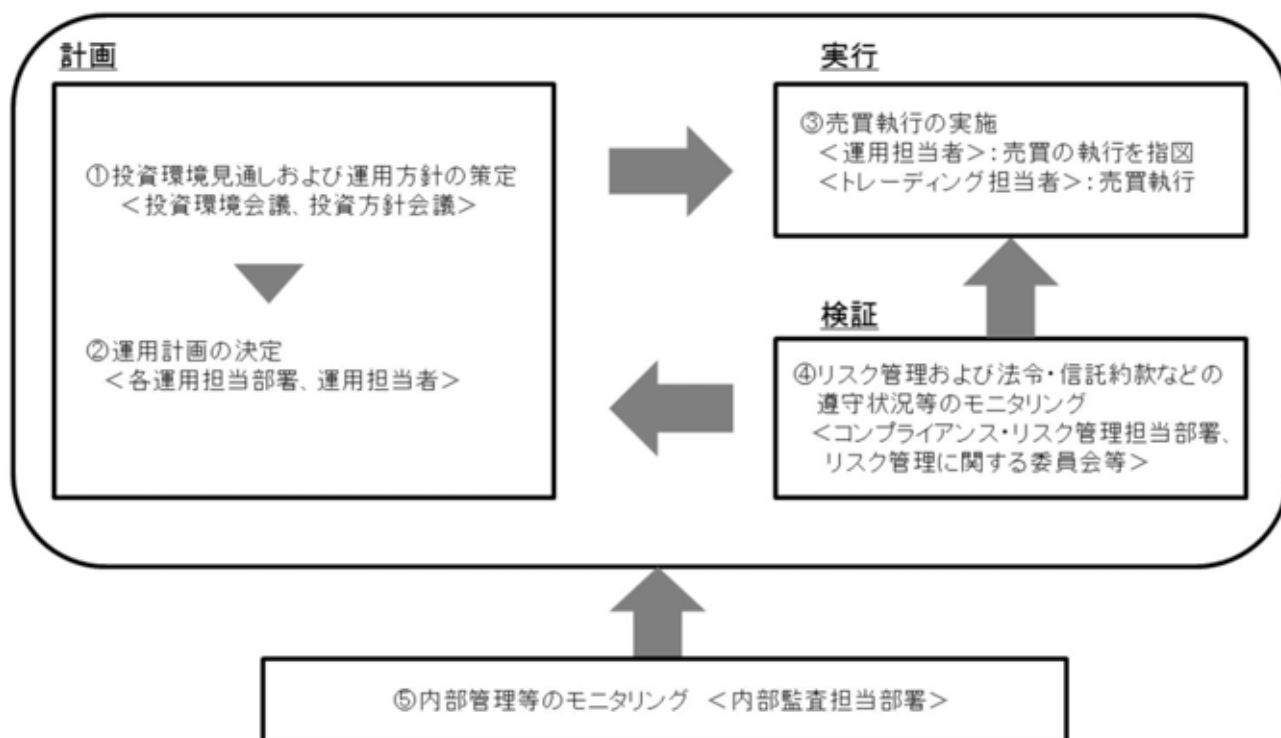 計画
①投資環境見通しおよび運用方針の策定
<投資環境会議、投資方針会議>
②運用計画の決定
<各運用担当部署、運用担当者>
実行
③売買執行の実施
<運用担当者>:売買の執行を指図
<トレーディング担当者>:売買執行
検証
④リスク管理および法令・信託約款などの
遵守状況等のモニタリング
<コンプライアンス・リスク管理担当部署、
リスク管理に関する委員会等>
⑤内部管理等のモニタリング <内部監査担当部署>